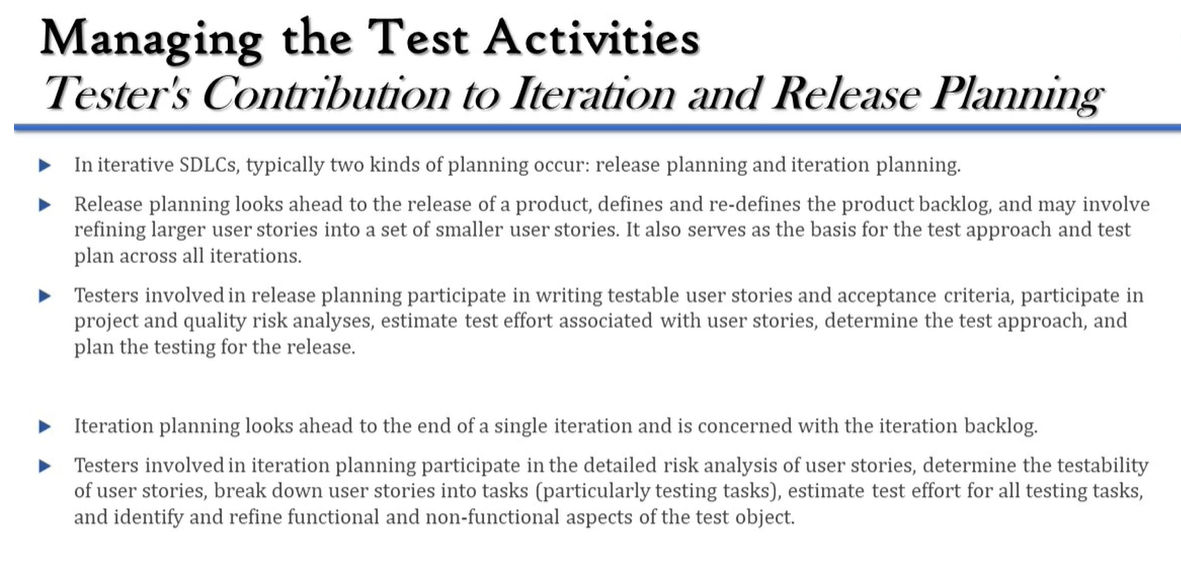 Managing the Test Activities
Tester's Contribution to Iteration and Release Planning
In iterative SDLCs, typically two kinds of planning occur: release planning and iteration planning.
Release planning looks ahead to the release of a product, defines and re-defines the product backlog, and may involve
refining larger user stories into a set of smaller user stories. It also serves as the basis for the test approach and test
plan across all iterations.
Testers involved in release planning participate in writing testable user stories and acceptance criteria, participate in
project and quality risk analyses, estimate test effort associated with user stories, determine the test approach, and
plan the testing for the release.
Iteration planning looks ahead to the end of a single iteration and is concerned with the iteration backlog.
Testers involved in iteration planning participate in the detailed risk analysis of user stories, determine the testability
of user stories, break down user stories into tasks (particularly testing tasks), estimate test effort for all testing tasks,
and identify and refine functional and non-functional aspects of the test object.